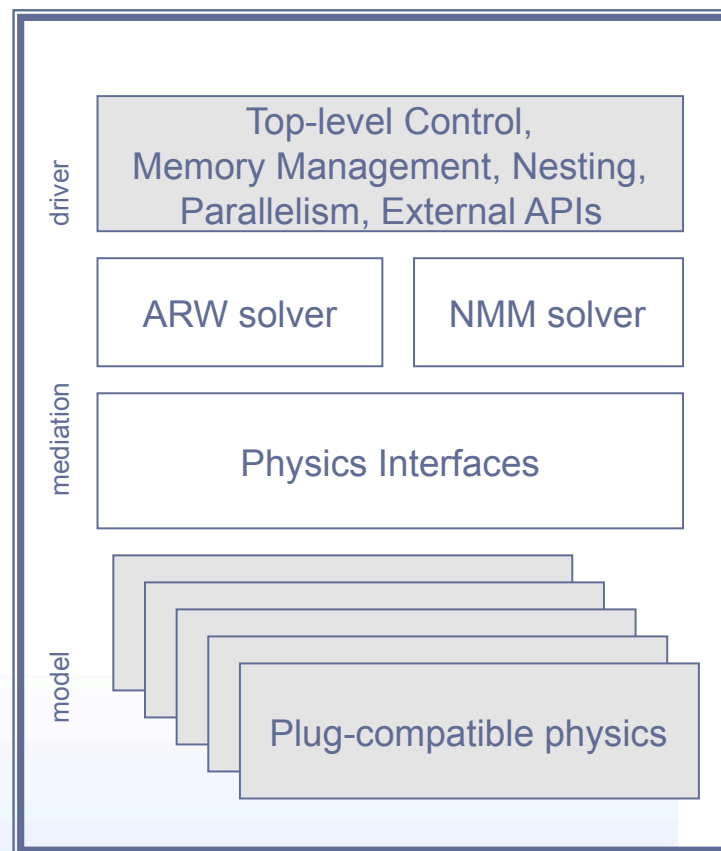 driver
Top-level Control,
Memory Management, Nesting,
Parallelism, External APIs
mediation
ARW solver
NMM solver
Physics Interfaces
model
Plug-compatible physics